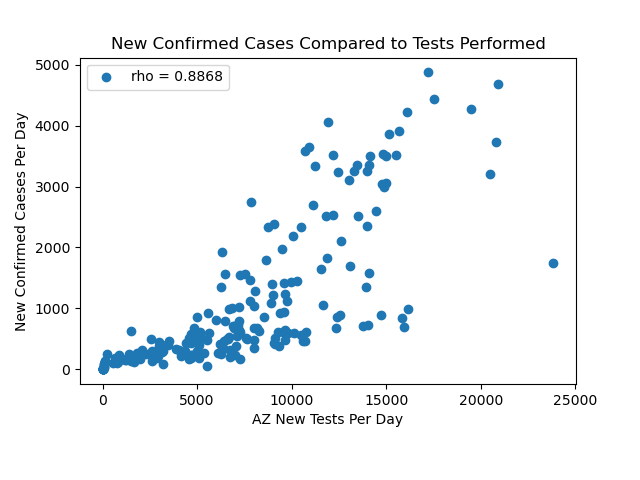 New Confirmed Cases Compared to Tests Performed
rho = 0.8868
New Confirmed Caeses Per Day
5000
4000
3000
2000
1000
0
0 5000 10000 15000 20000 25000
AZ New Tests Per Day